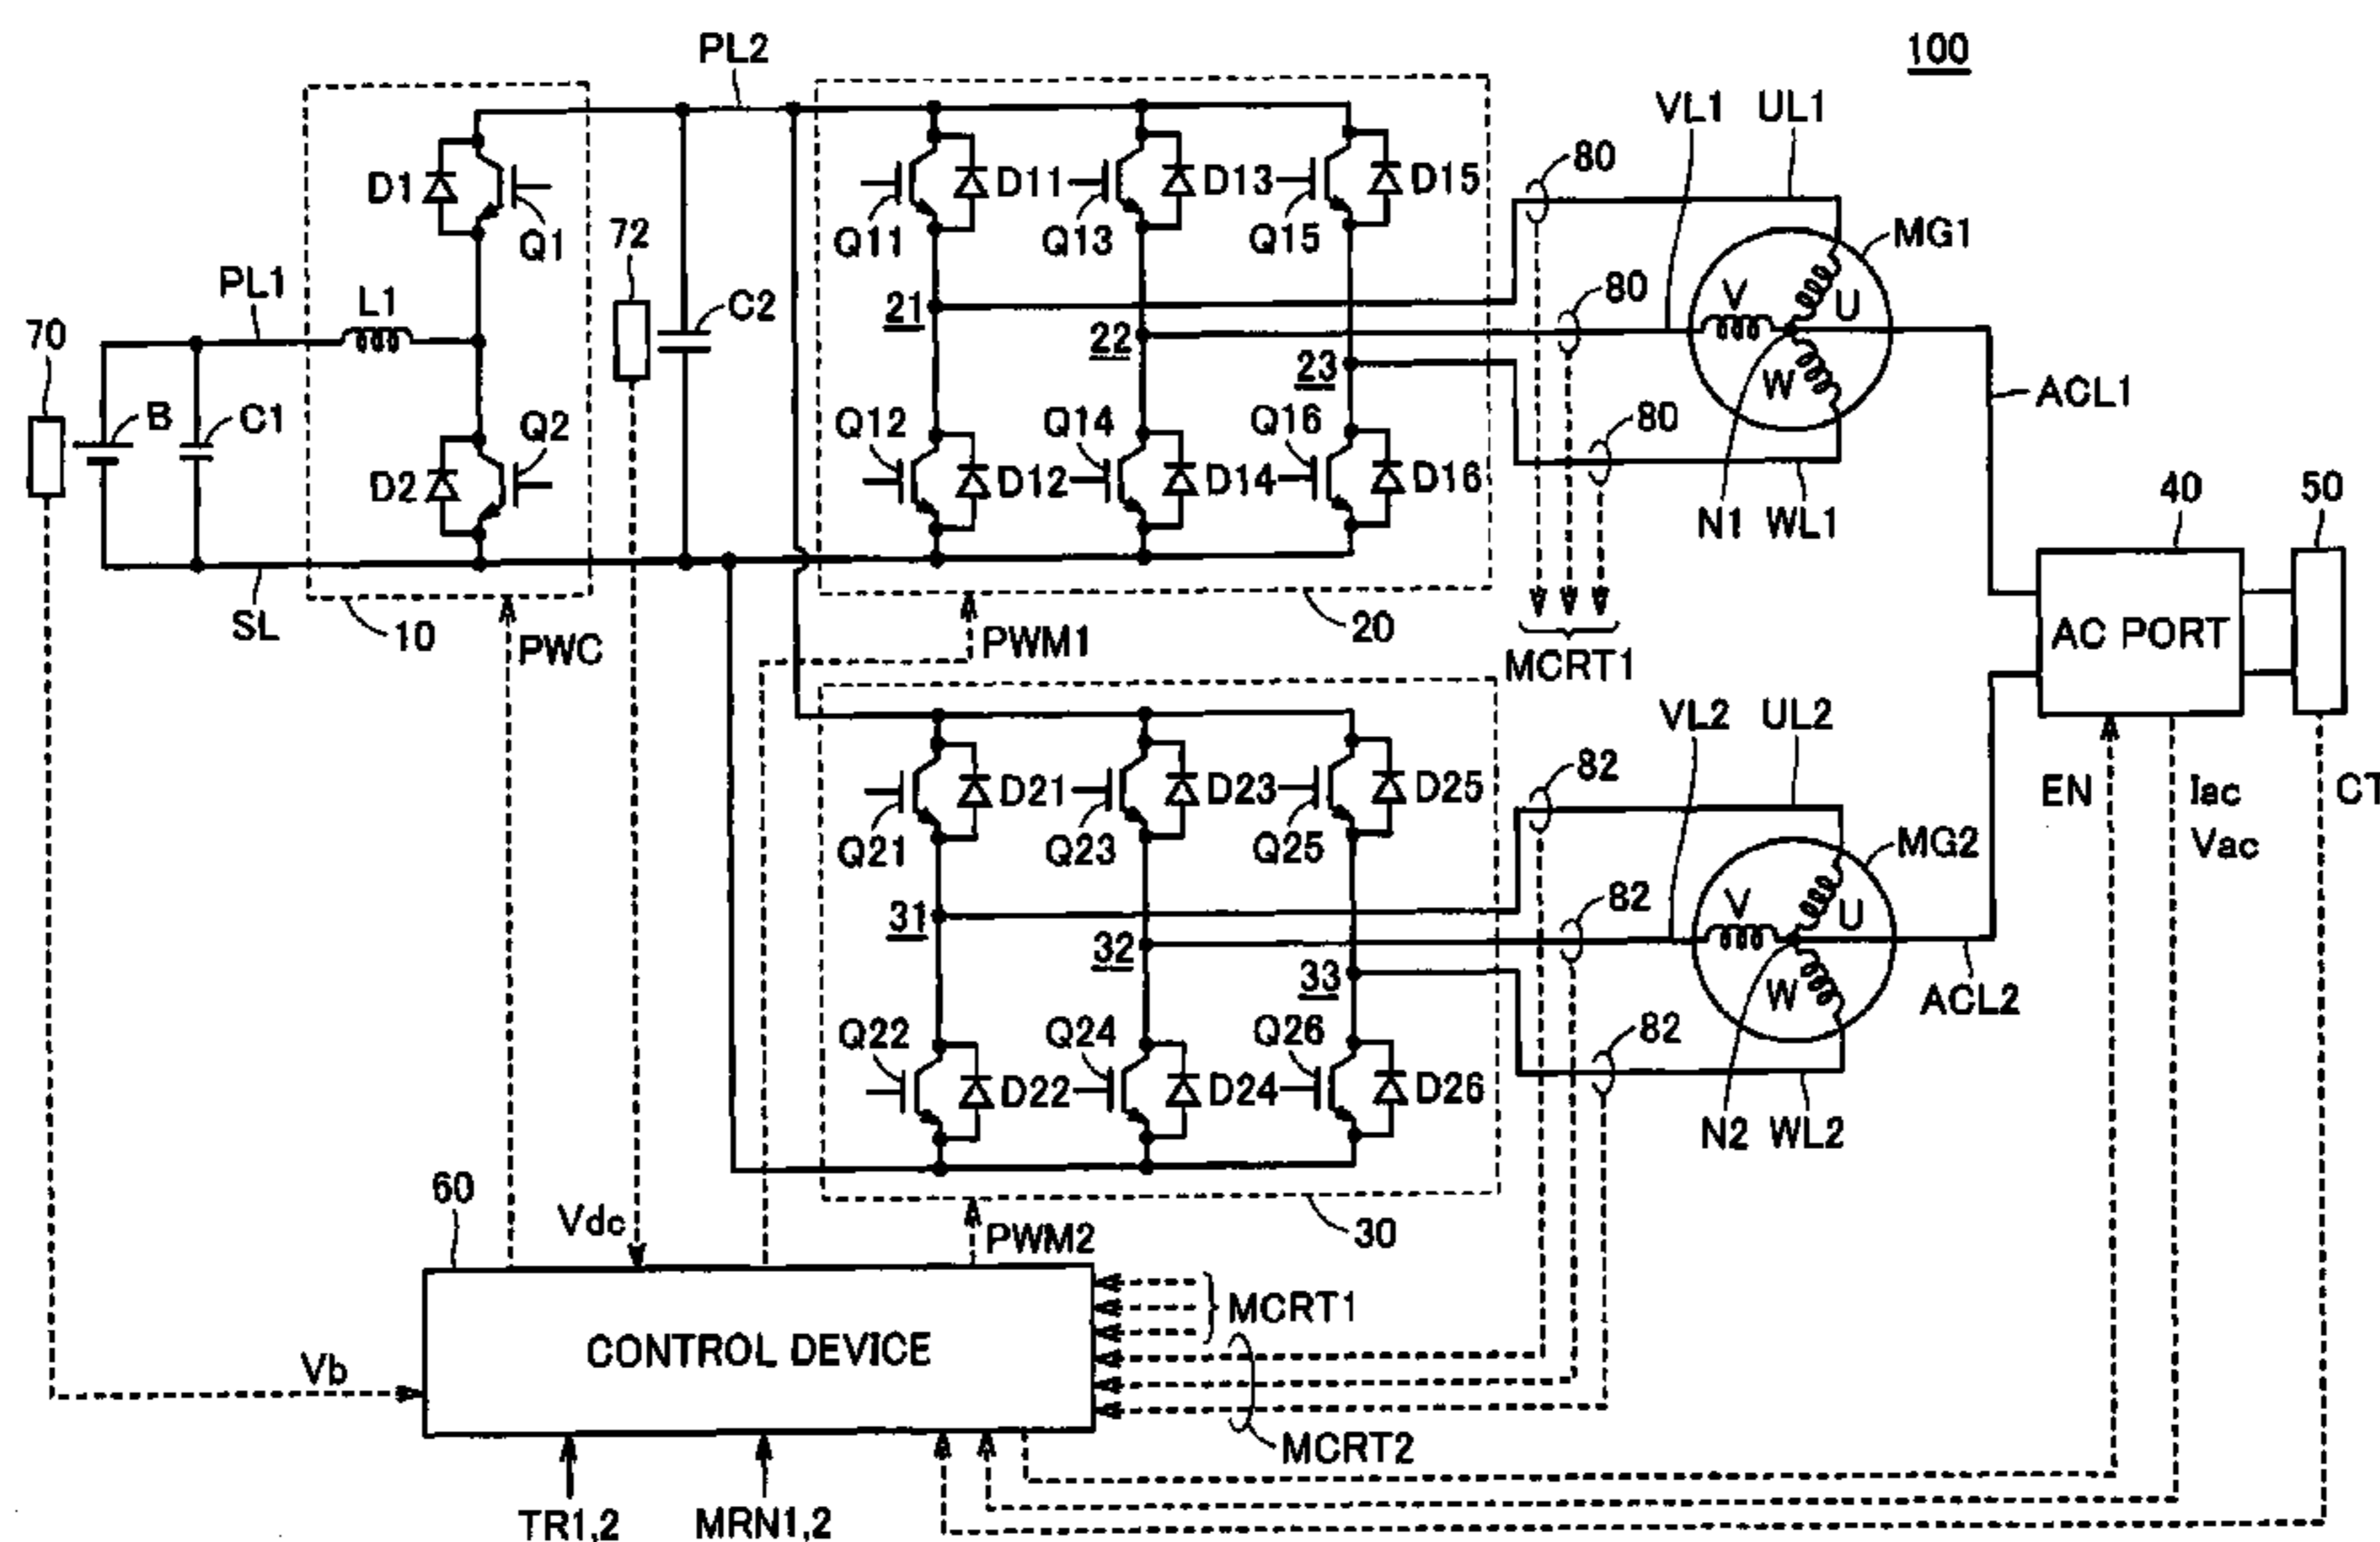 100
PL2
VL1 UL1
80
D1
Q1
D11
D13
D15
Q11
Q13
Q15
72
MG1
PL1
L1
C2
80
21
22
23
V
U
W
70
B
C1
Q2
D2
Q12
Q14
Q16
D12
D14
D16
80
ACL1
N1 WL1
40
50
SL
10
PWC
PWM1
20
MCRT1
AC PORT
VL2 UL2
82
D21
D23
D25
Q21
Q23
Q25
EN
Iac
Vac
CT
MG2
82
31
32
33
V
U
W
ACL2
Q22
Q24
Q26
82
D22
D24
D26
N2 WL2
60
Vdc
PWM2
30
MCRT1
CONTROL DEVICE
Vb
MCRT2
TR1,2
MRN1,2